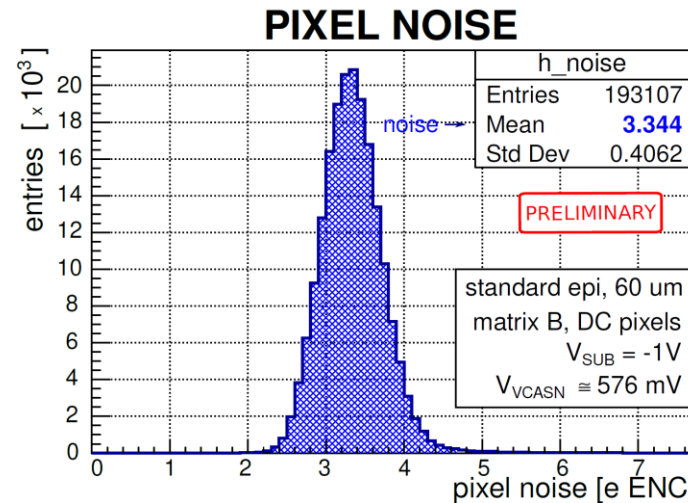 PIXEL NOISE
entries [ × 10³ ]
20
18
16
14
12
10
8
6
4
2
0
h_noise
Entries 193107
Mean 3.344
Std Dev 0.4062
noise →
PRELIMINARY
standard epi, 60 um
matrix B, DC pixels
V_SUB = -1V
V_VCASN ≅ 576 mV
0 1 2 3 4 5 6 7
pixel noise [e ENC